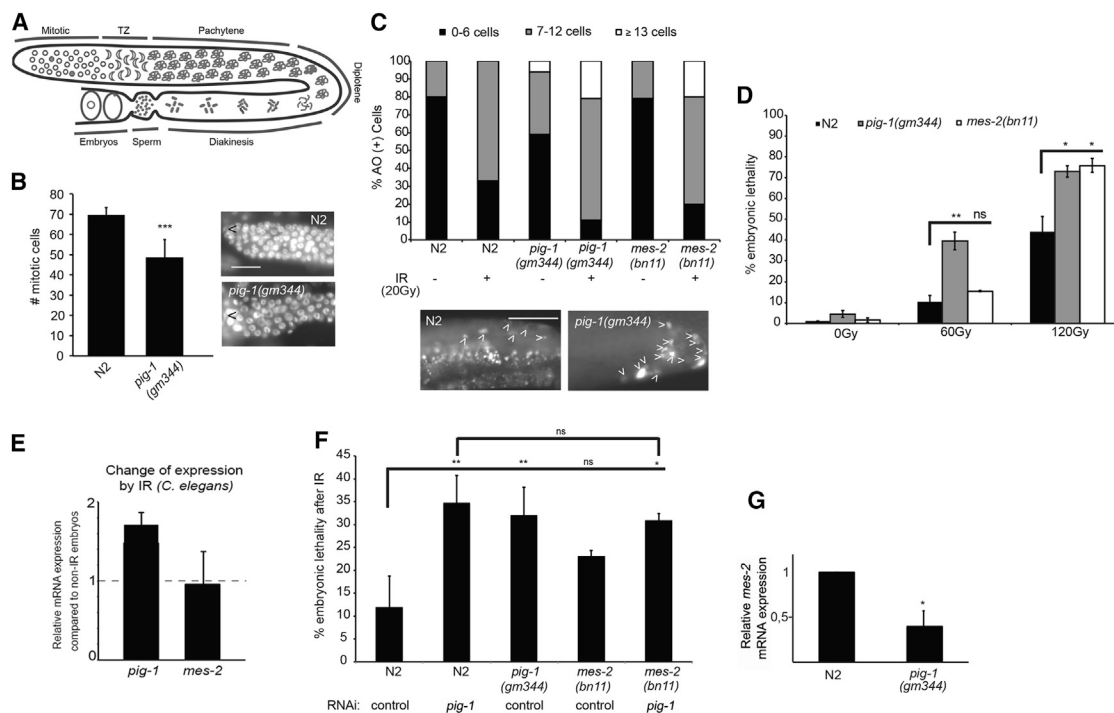 A
Mitotic TZ Pachytene
Diplotene
Embryos Sperm Diakinesis
B
# mitotic cells
80
70
60
50
40
30
20
10
0
***
N2
pig-1
(gm344)
N2
<
pig-1(gm344)
<
C
0-6 cells 7-12 cells ≥ 13 cells
% AO (+) Cells
100
90
80
70
60
50
40
30
20
10
0
N2 N2 pig-1 pig-1 mes-2 mes-2
(gm344) (gm344) (bn11) (bn11)
IR - + - + - +
(20Gy)
N2
pig-1(gm344)
D
N2 pig-1(gm344) mes-2(bn11)
% embryonic lethality
90
80
70
60
50
40
30
20
10
0
** ns
* *
0Gy 60Gy 120Gy
E
Change of expression
by IR (C. elegans)
Relative mRNA expression
compared to non-IR embryos
2
1
0
pig-1 mes-2
F
% embryonic lethality after IR
45
40
35
30
25
20
15
10
5
0
ns
** ** ns *
N2 N2 pig-1 mes-2 mes-2
(gm344) (bn11) (bn11)
RNAi: control pig-1 control control pig-1
G
Relative mes-2
mRNA expression
1
0,5
*
N2 pig-1
(gm344)